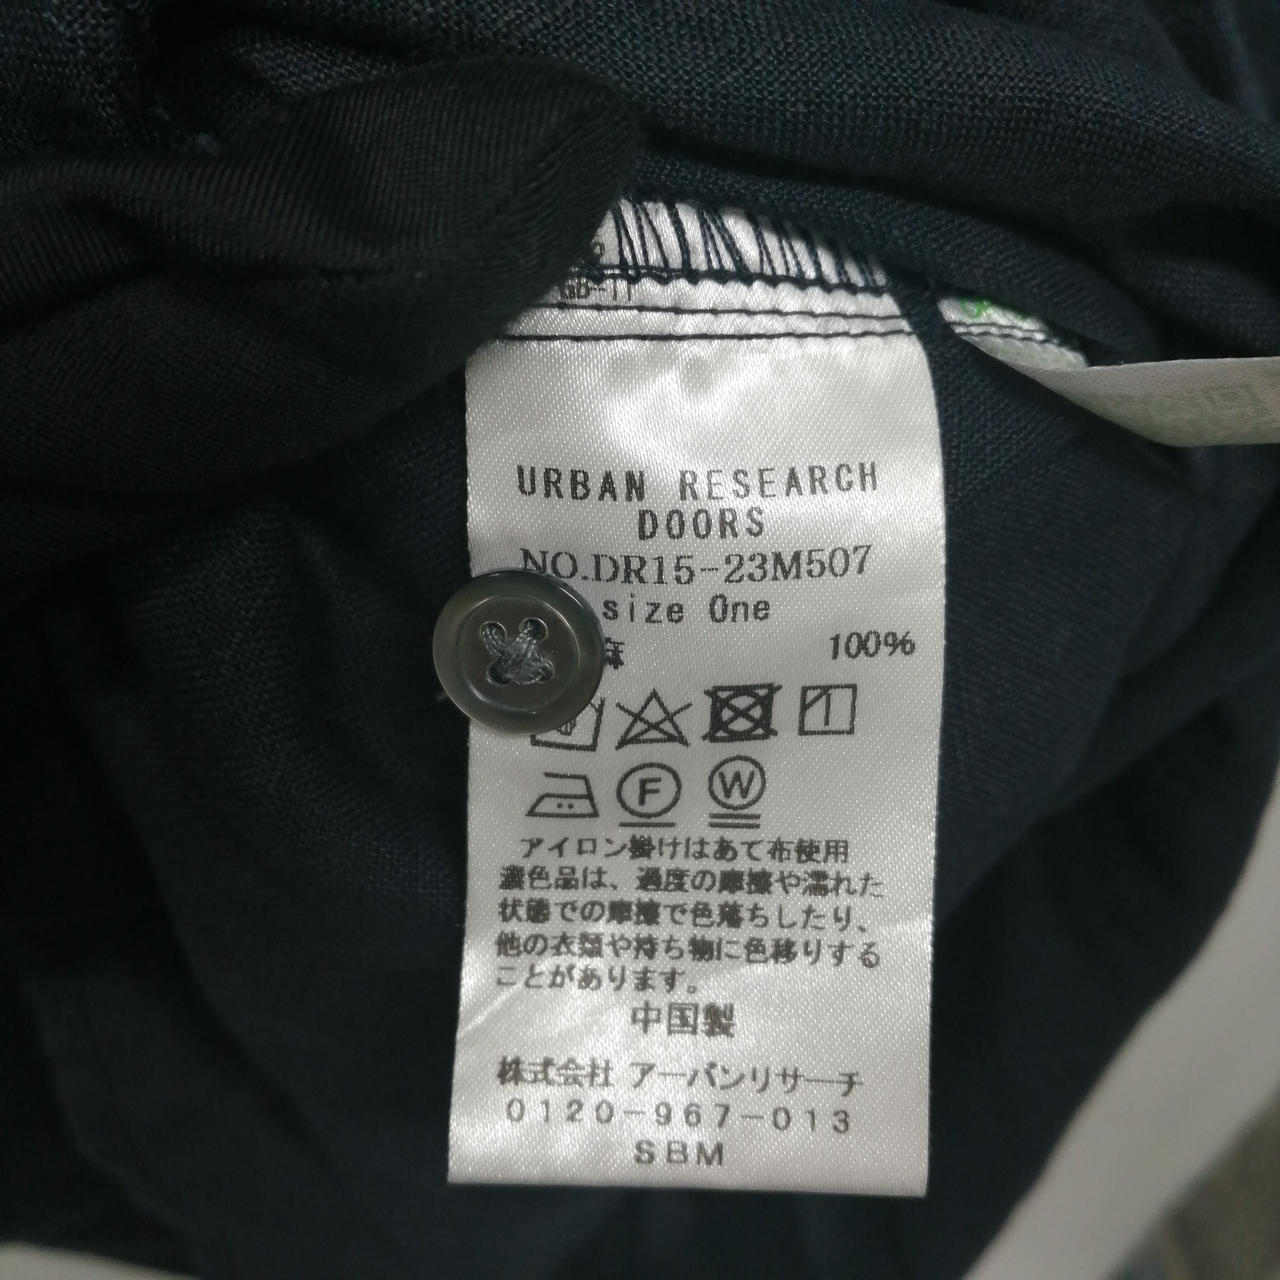 GB-11
URBAN RESEARCH
DOORS
NO.DR15-23M507
size One
麻 100%
F W
アイロン掛けはあて布使用
濃色品は、過度の摩擦や濡れた
状態での摩擦で色落ちしたり、
他の衣類や持ち物に色移りする
ことがあります。
中国製
株式会社 アーバンリサーチ
0120-967-013
SBM